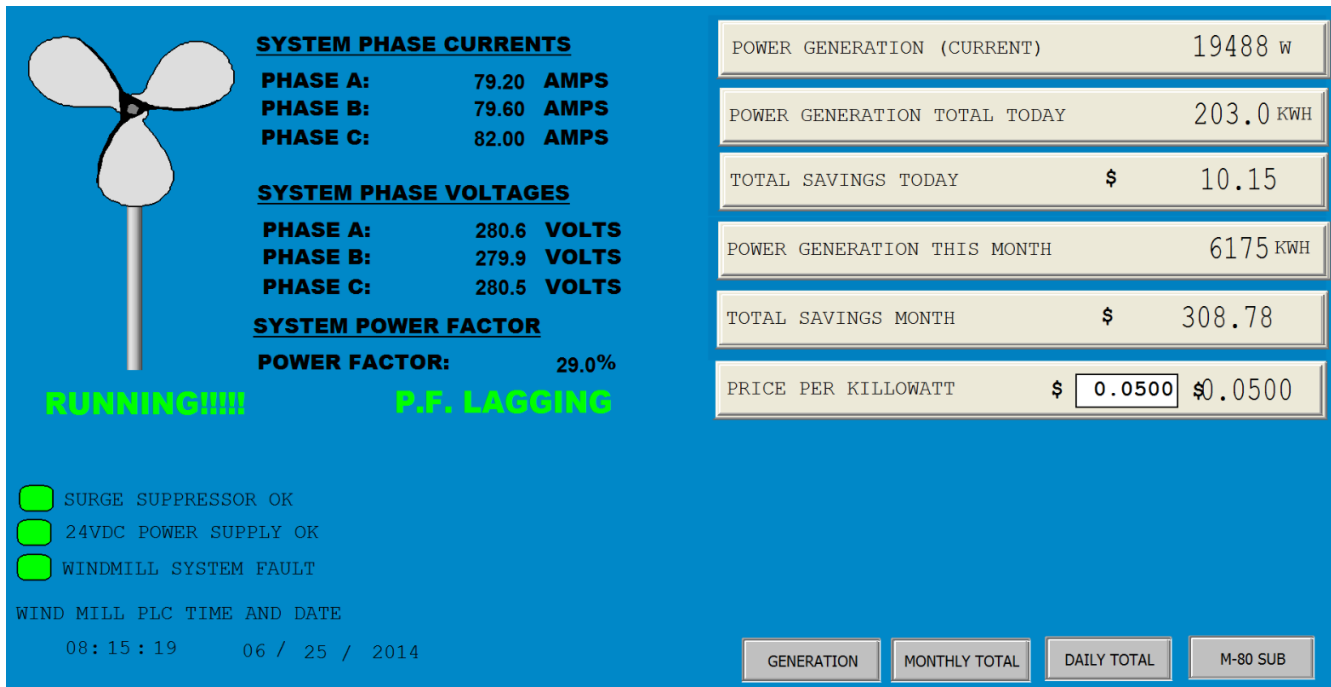 SYSTEM PHASE CURRENTS
PHASE A: 79.20 AMPS
PHASE B: 79.60 AMPS
PHASE C: 82.00 AMPS
SYSTEM PHASE VOLTAGES
PHASE A: 280.6 VOLTS
PHASE B: 279.9 VOLTS
PHASE C: 280.5 VOLTS
SYSTEM POWER FACTOR
POWER FACTOR: 29.0%
RUNNING!!!!! P.F. LAGGING
POWER GENERATION (CURRENT) 19488 W
POWER GENERATION TOTAL TODAY 203.0 KWH
TOTAL SAVINGS TODAY $ 10.15
POWER GENERATION THIS MONTH 6175 KWH
TOTAL SAVINGS MONTH $ 308.78
PRICE PER KILLOWATT $ 0.0500 $0.0500
SURGE SUPPRESSOR OK
24VDC POWER SUPPLY OK
WINDMILL SYSTEM FAULT
WIND MILL PLC TIME AND DATE
08:15:19 06 / 25 / 2014
GENERATION MONTHLY TOTAL DAILY TOTAL M-80 SUB